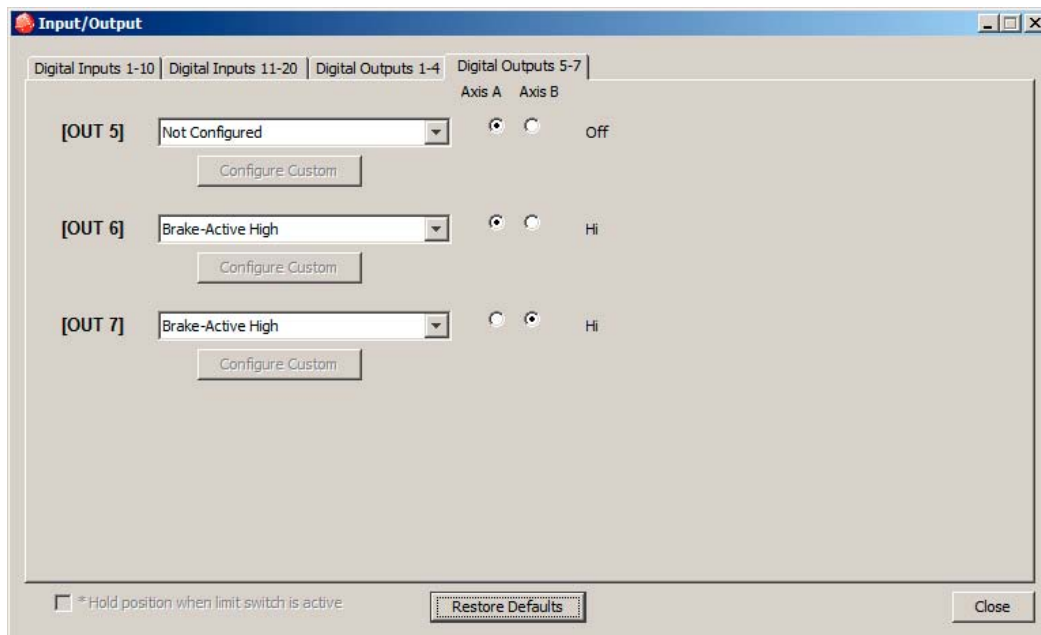 Input/Output
Digital Inputs 1-10 Digital Inputs 11-20 Digital Outputs 1-4 Digital Outputs 5-7
Axis A Axis B
[OUT 5] Not Configured Off
Configure Custom
[OUT 6] Brake-Active High Hi
Configure Custom
[OUT 7] Brake-Active High Hi
Configure Custom
*Hold position when limit switch is active Restore Defaults Close